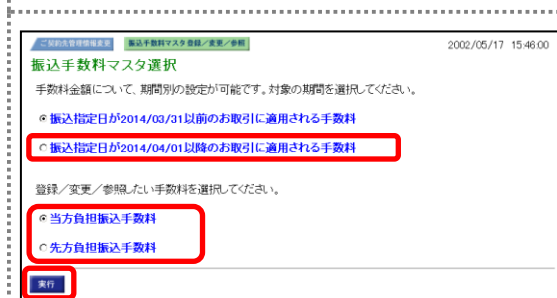 ご契約先管理情報変更 振込手数料マスタ登録／変更／参照 2002/05/17 15:46:00
振込手数料マスタ選択
手数料金額について、期間別の設定が可能です。対象の期間を選択してください。
振込指定日が2014/03/31以前のお取引に適用される手数料
振込指定日が2014/04/01以降のお取引に適用される手数料
登録／変更／参照したい手数料を選択してください。
当方負担振込手数料
先方負担振込手数料
実行